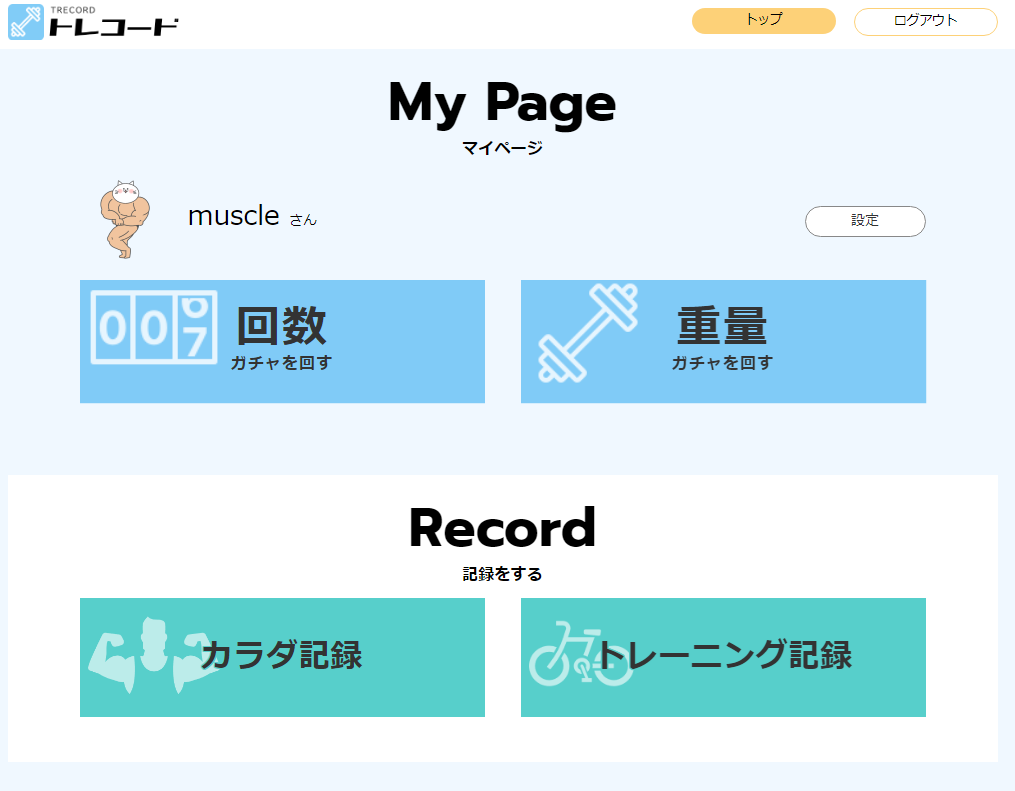 TRECORD
トレコード
トップ
ログアウト
My Page
マイページ
muscle さん
設定
007
回数
ガチャを回す
重量
ガチャを回す
Record
記録をする
カラダ記録
トレーニング記録